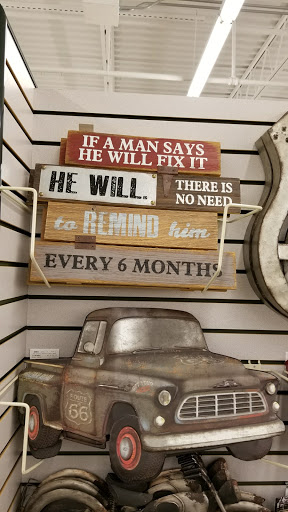 IF A MAN SAYS
HE WILL FIX IT
HE WILL.
THERE IS
NO NEED
to REMIND him
EVERY 6 MONTHS
ROUTE
66